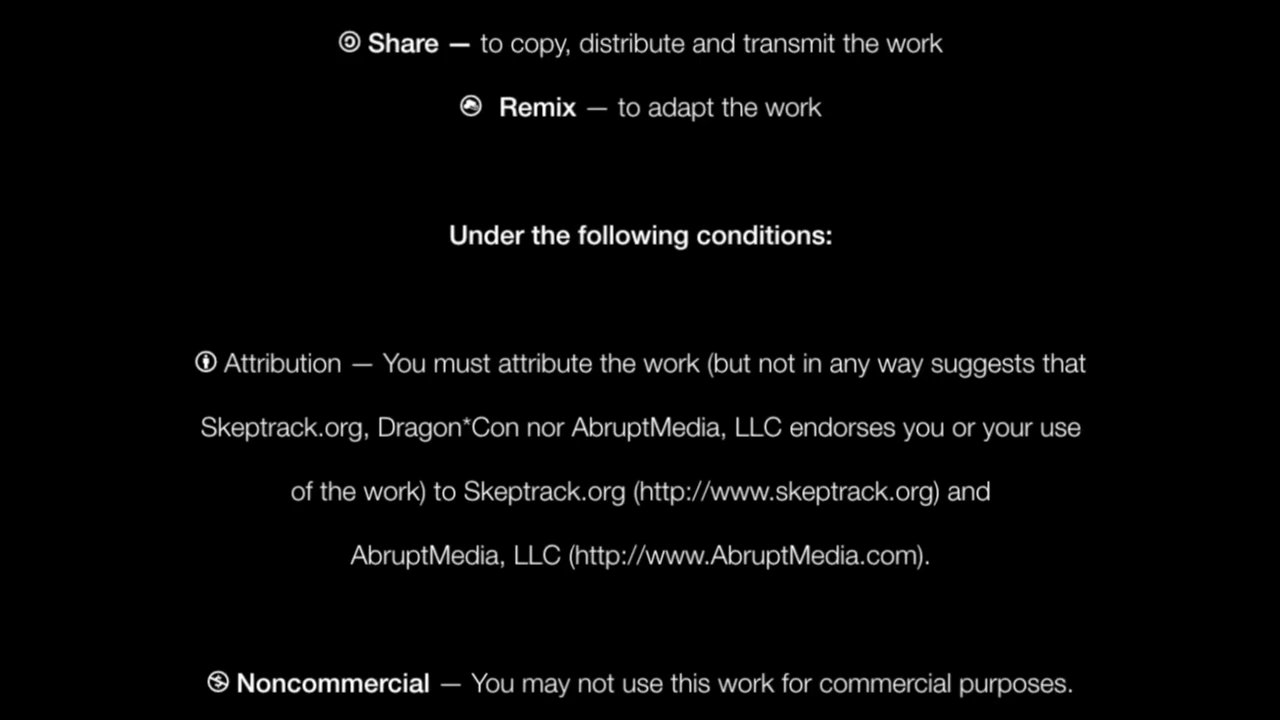 Share — to copy, distribute and transmit the work
Remix — to adapt the work
Under the following conditions:
Attribution — You must attribute the work (but not in any way suggests that
Skeptrack.org, Dragon*Con nor AbruptMedia, LLC endorses you or your use
of the work) to Skeptrack.org (http://www.skeptrack.org) and
AbruptMedia, LLC (http://www.AbruptMedia.com).
Noncommercial — You may not use this work for commercial purposes.